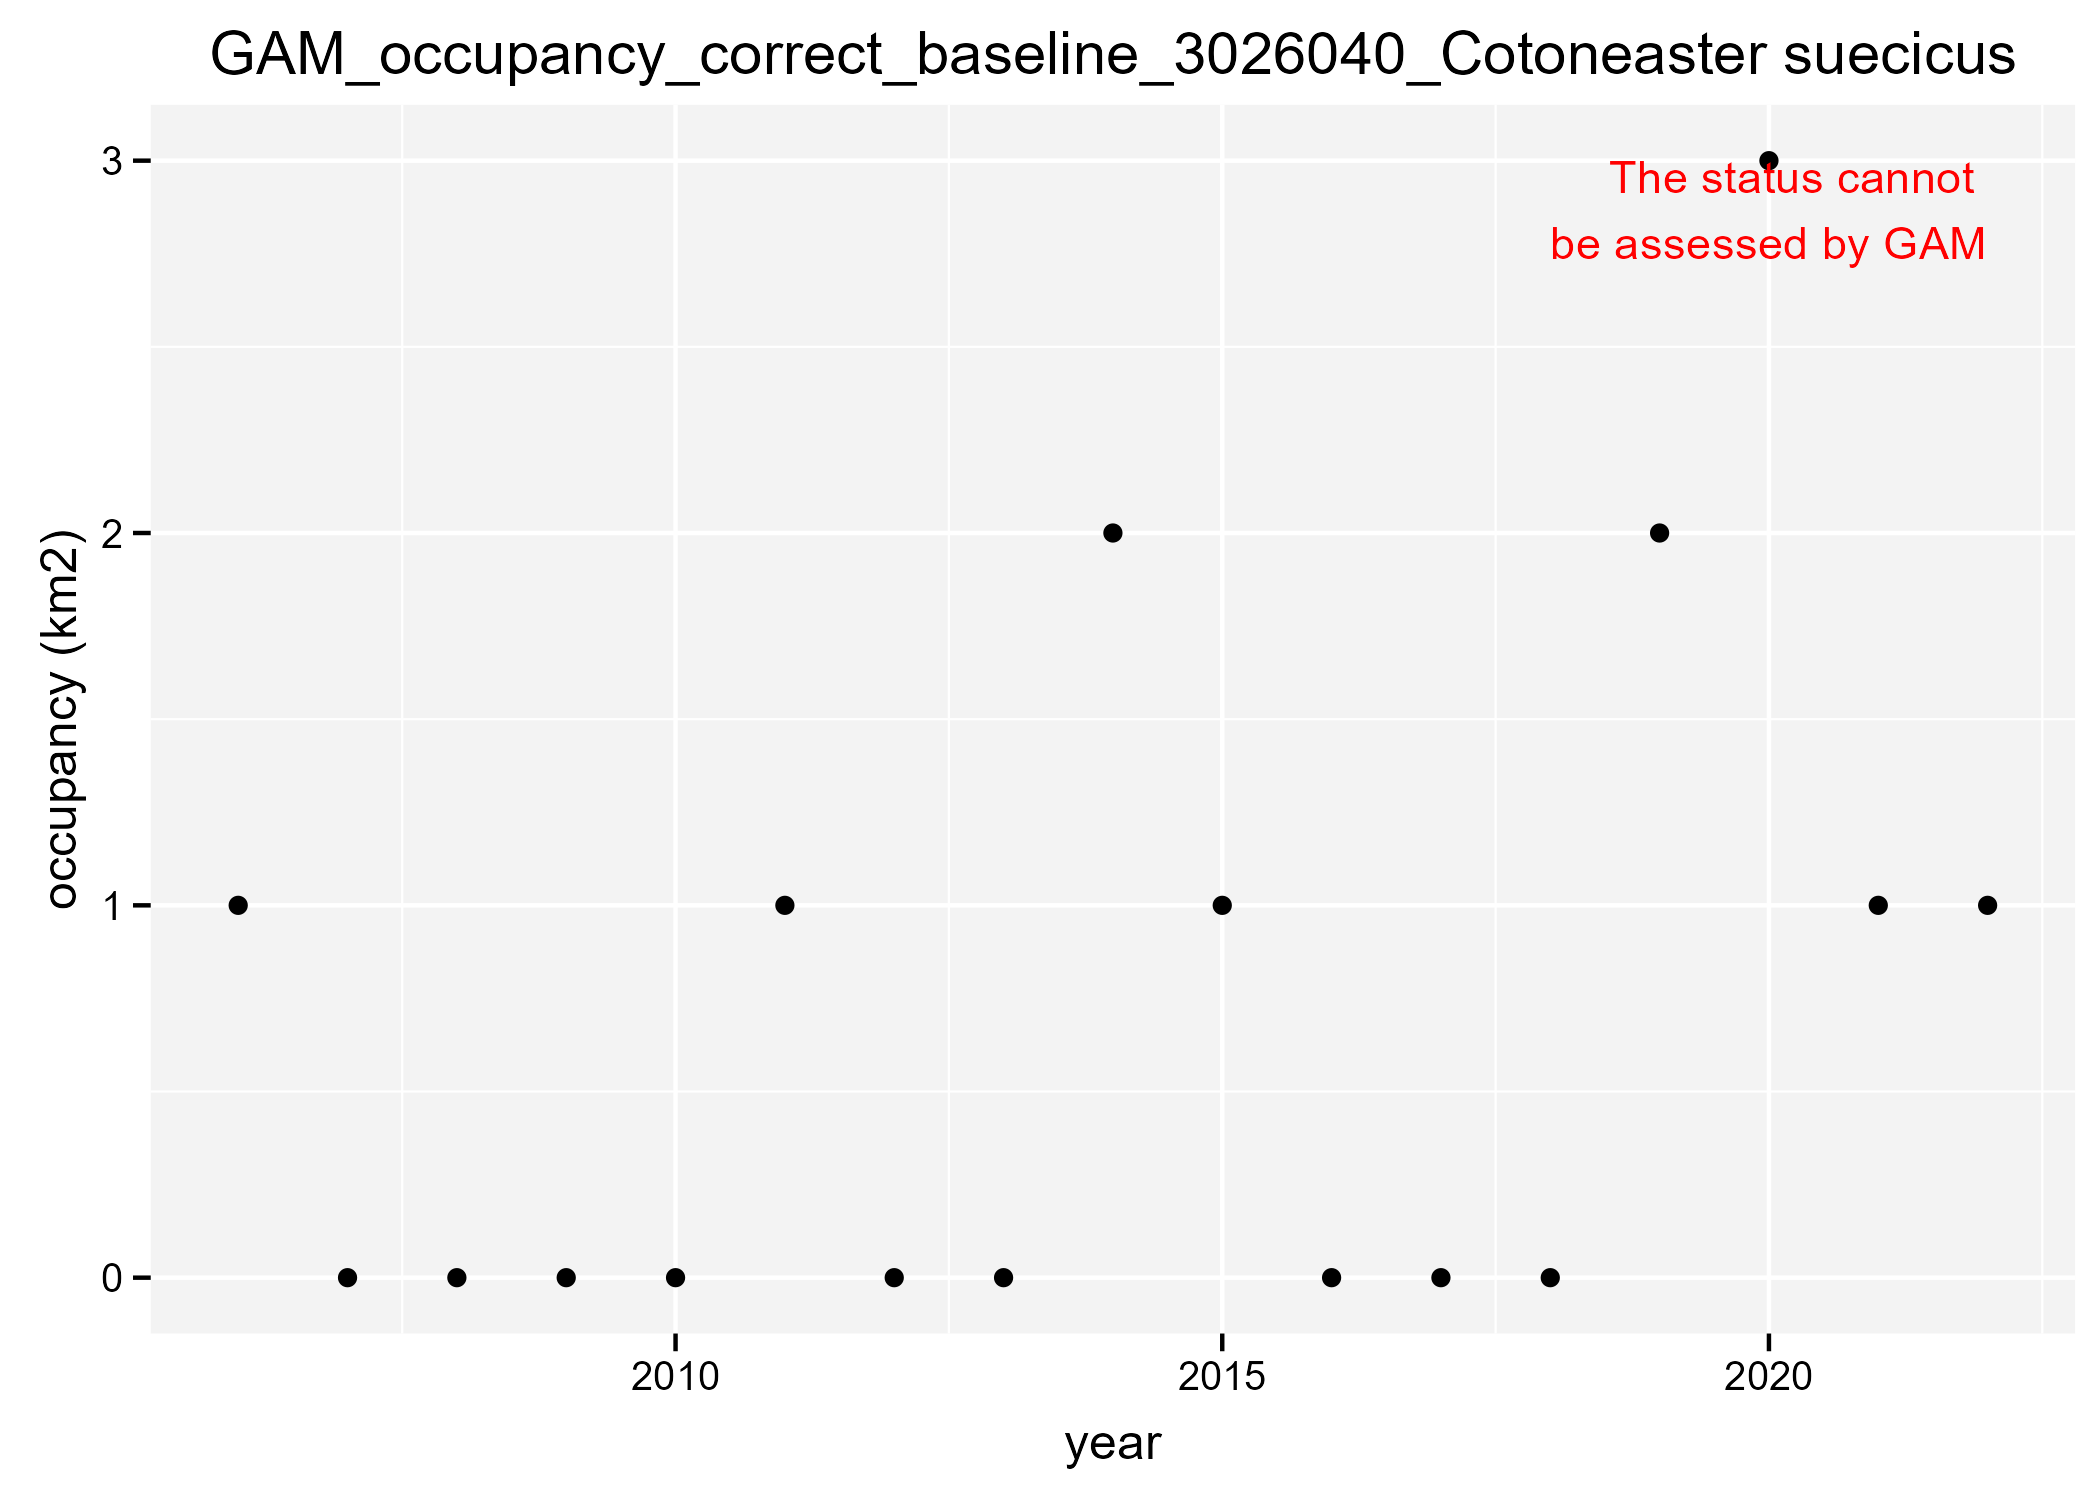 GAM_occupancy_correct_baseline_3026040_Cotoneaster suecicus
3
The status cannot
be assessed by GAM
2
occupancy (km2)
1
0
2010 2015 2020
year